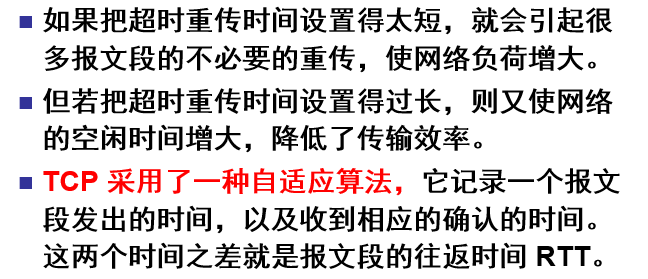 如果把超时重传时间设置得太短，就会引起很
多报文段的不必要的重传，使网络负荷增大。
但若把超时重传时间设置得过长，则又使网络
的空闲时间增大，降低了传输效率。
TCP 采用了一种自适应算法，它记录一个报文
段发出的时间，以及收到相应的确认的时间。
这两个时间之差就是报文段的往返时间 RTT。